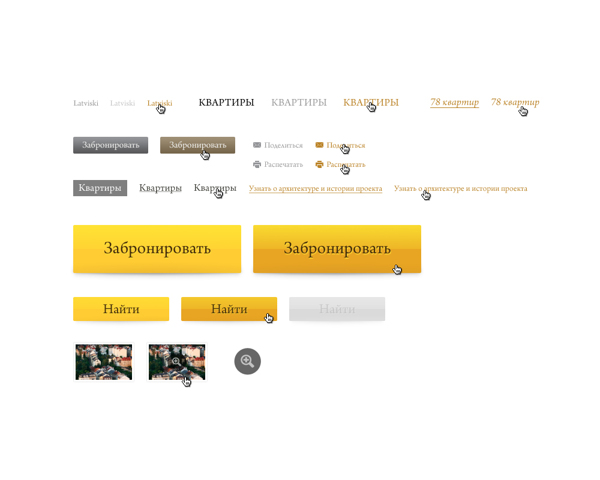 Latviski Latviski Latviski КВАРТИРЫ КВАРТИРЫ КВАРТИРЫ 78 квартир 78 квартир
Забронировать Забронировать Поделиться Поделиться
Распечатать Распечатать
Квартиры Квартиры Квартиры Узнать о архитектуре и истории проекта Узнать о архитектуре и истории проекта
Забронировать Забронировать
Найти Найти Найти